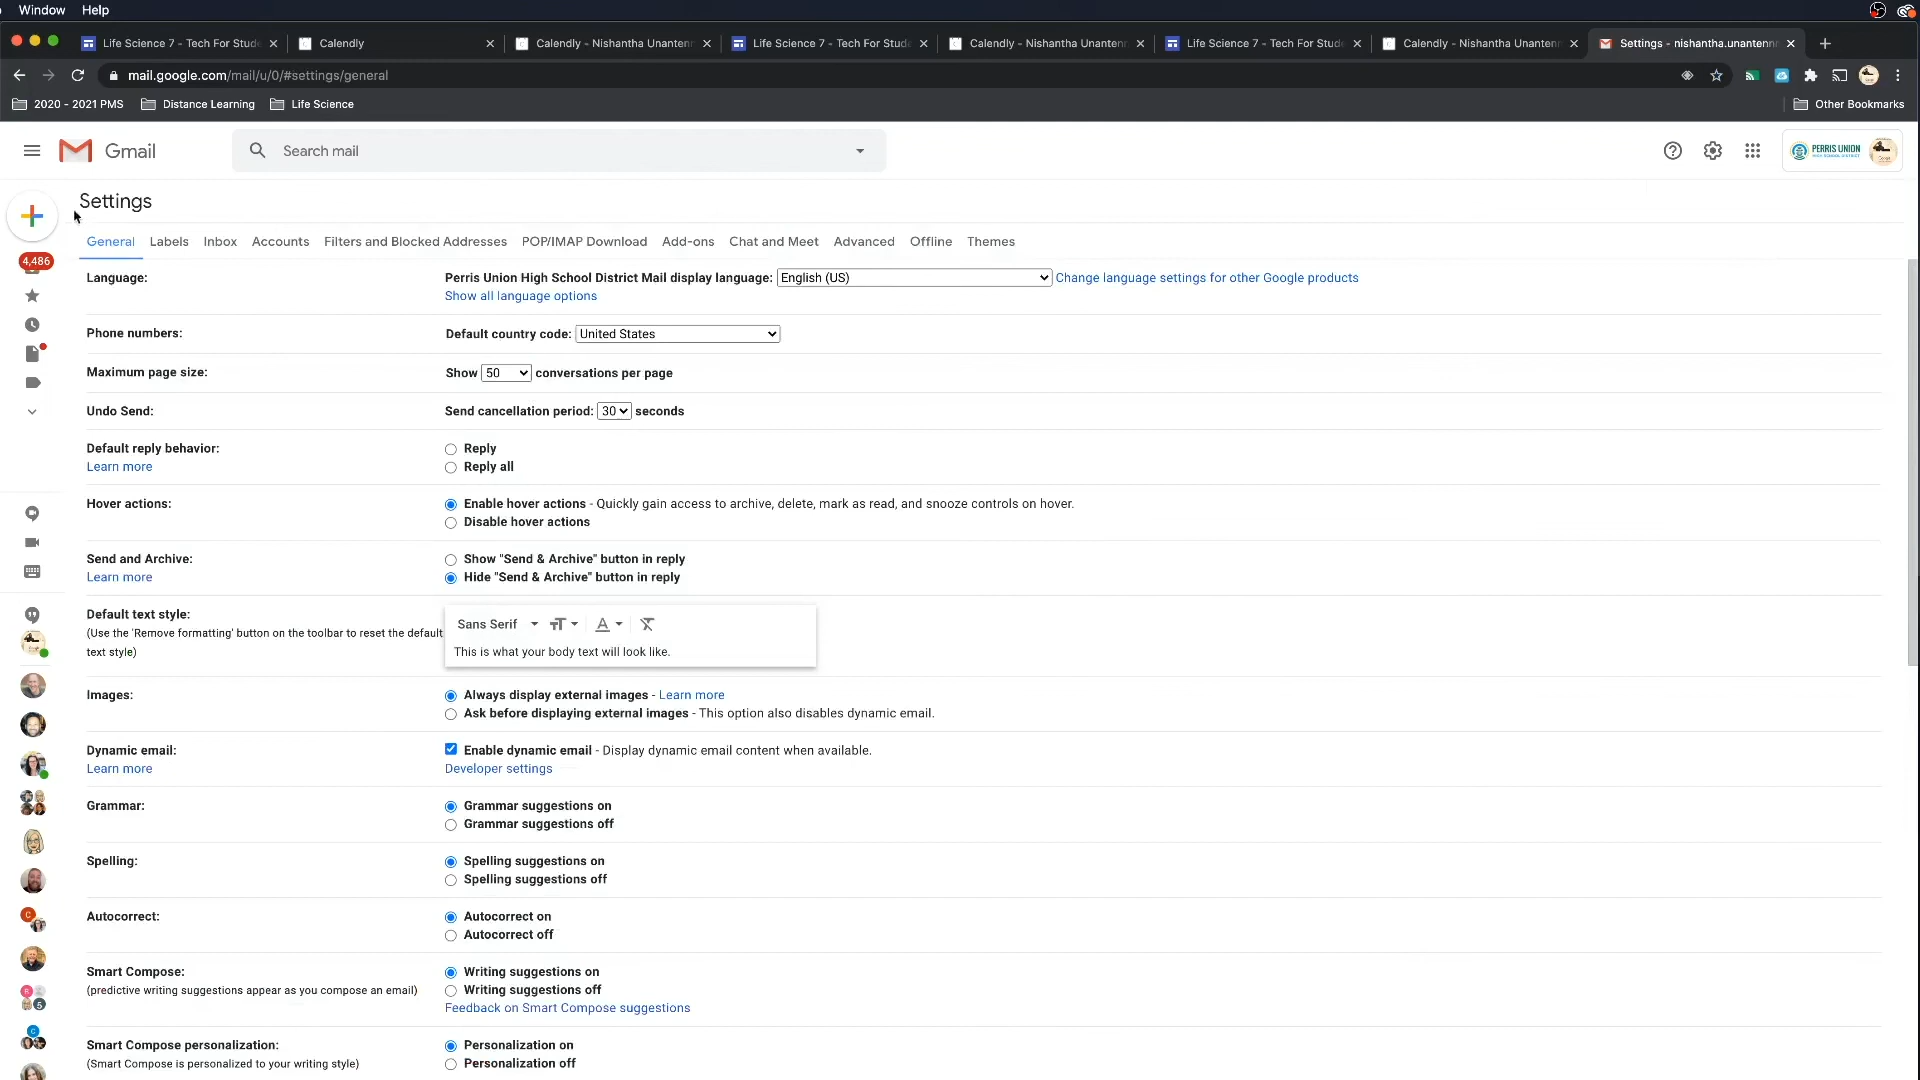 Window Help
Life Science 7 - Tech For Stude
Calendly
Calendly - Nishantha Unantenn
Life Science 7 - Tech For Stude
Calendly - Nishantha Unantenn
Life Science 7 - Tech For Stude
Calendly - Nishantha Unantenn
Settings - nishantha.unantenn
mail.google.com/mail/u/0/#settings/general
2020 - 2021 PMS Distance Learning Life Science Other Bookmarks
Gmail Search mail PERRIS UNION
Settings
General Labels Inbox Accounts Filters and Blocked Addresses POP/IMAP Download Add-ons Chat and Meet Advanced Offline Themes
4,486
Language: Perris Union High School District Mail display language: English (US) Change language settings for other Google products
Show all language options
Phone numbers: Default country code: United States
Maximum page size: Show 50 conversations per page
Undo Send: Send cancellation period: 30 seconds
Default reply behavior: Reply
Learn more Reply all
Hover actions: Enable hover actions - Quickly gain access to archive, delete, mark as read, and snooze controls on hover.
Disable hover actions
Send and Archive: Show "Send & Archive" button in reply
Learn more Hide "Send & Archive" button in reply
Default text style: Sans Serif
(Use the 'Remove formatting' button on the toolbar to reset the default
text style) This is what your body text will look like.
Images: Always display external images - Learn more
Ask before displaying external images - This option also disables dynamic email.
Dynamic email: Enable dynamic email - Display dynamic email content when available.
Learn more Developer settings
Grammar: Grammar suggestions on
Grammar suggestions off
Spelling: Spelling suggestions on
Spelling suggestions off
Autocorrect: Autocorrect on
Autocorrect off
Smart Compose: Writing suggestions on
(predictive writing suggestions appear as you compose an email) Writing suggestions off
Feedback on Smart Compose suggestions
Smart Compose personalization: Personalization on
(Smart Compose is personalized to your writing style) Personalization off